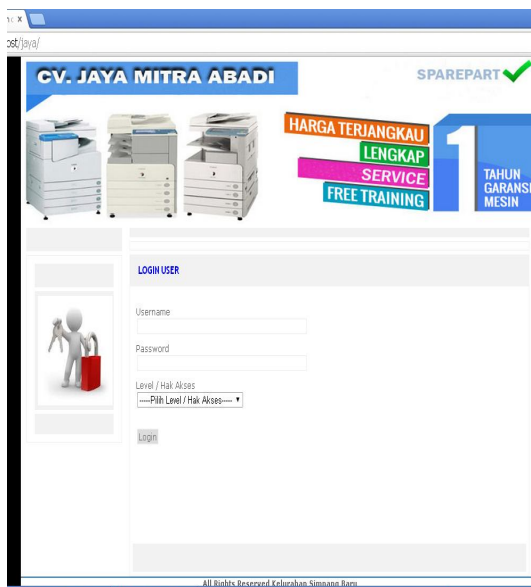 ost/jaya/
CV. JAYA MITRA ABADI
SPAREPART
HARGA TERJANGKAU
LENGKAP
SERVICE
FREE TRAINING
1
TAHUN
GARANSI
MESIN
LOGIN USER
Username
Password
Level / Hak Akses
-----Pilih Level / Hak Akses-----
Login
All Rights Reserved Kelurahan Simpang Baru